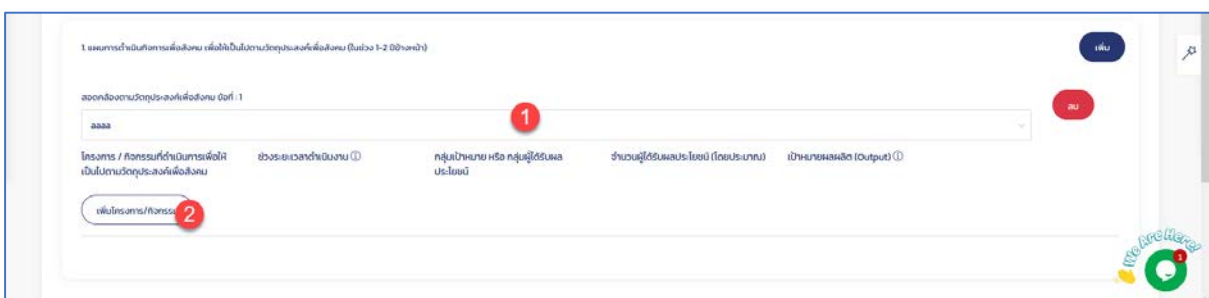 1. แผนการดำเนินกิจการเพื่อสังคม เพื่อให้เป็นไปตามวัตถุประสงค์เพื่อสังคม (ในช่วง 1-2 ปีข้างหน้า)
เพิ่ม
สอดคล้องตามวัตถุประสงค์เพื่อสังคม ข้อที่ : 1
ลบ
1
ลลลล
โครงการ / กิจกรรมที่ดำเนินการเพื่อให้ ช่วงระยะเวลาดำเนินงาน กลุ่มเป้าหมาย หรือ กลุ่มผู้ได้รับผล จำนวนผู้ได้รับผลประโยชน์ (โดยประมาณ) เป้าหมายผลผลิต (Output)
เป็นไปตามวัตถุประสงค์เพื่อสังคม ประโยชน์
เพิ่มโครงการ/กิจกรรม 2
We Are Here!
1